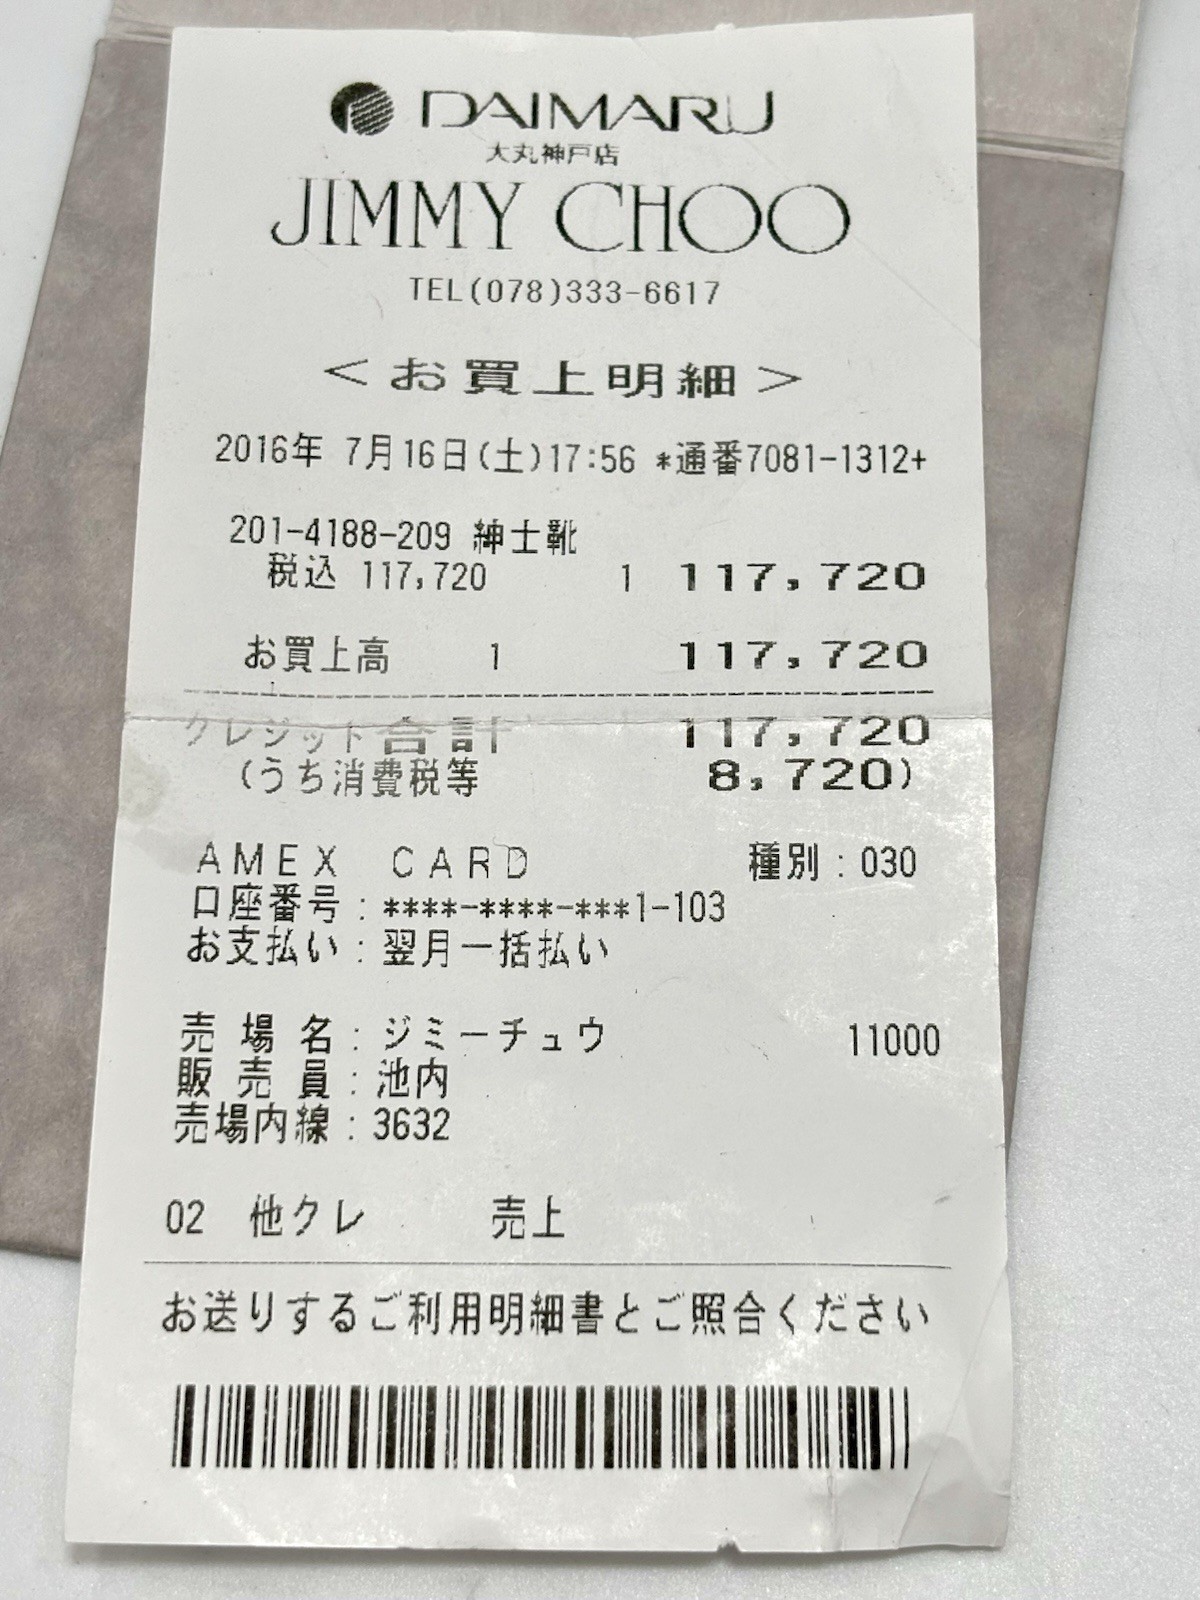 DAIMARU
大丸神戸店
JIMMY CHOO
TEL(078)333-6617
<お買上明細>
2016年 7月16日(土)17:56 *通番7081-1312+
201-4188-209 紳士靴
税込 117,720 1 117,720
お買上高 1 117,720
クレジット合計 117,720
(うち消費税等 8,720)
AMEX CARD 種別:030
口座番号:****-****-***1-103
お支払い:翌月一括払い
売場名:ジミーチュウ 11000
販売員:池内
売場内線:3632
02 他クレ 売上
お送りするご利用明細書とご照合ください